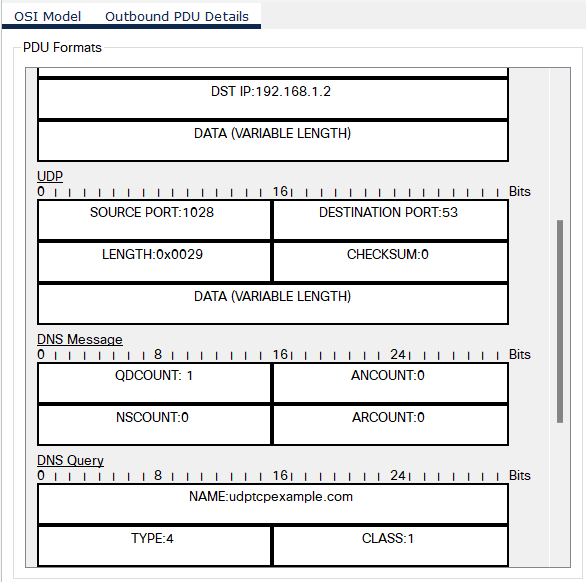 OSI Model Outbound PDU Details
PDU Formats
DST IP:192.168.1.2
DATA (VARIABLE LENGTH)
UDP
0 16 Bits
SOURCE PORT:1028 DESTINATION PORT:53
LENGTH:0x0029 CHECKSUM:0
DATA (VARIABLE LENGTH)
DNS Message
0 8 16 24 Bits
QDCOUNT: 1 ANCOUNT:0
NSCOUNT:0 ARCOUNT:0
DNS Query
0 8 16 24 Bits
NAME:udptcpexample.com
TYPE:4 CLASS:1